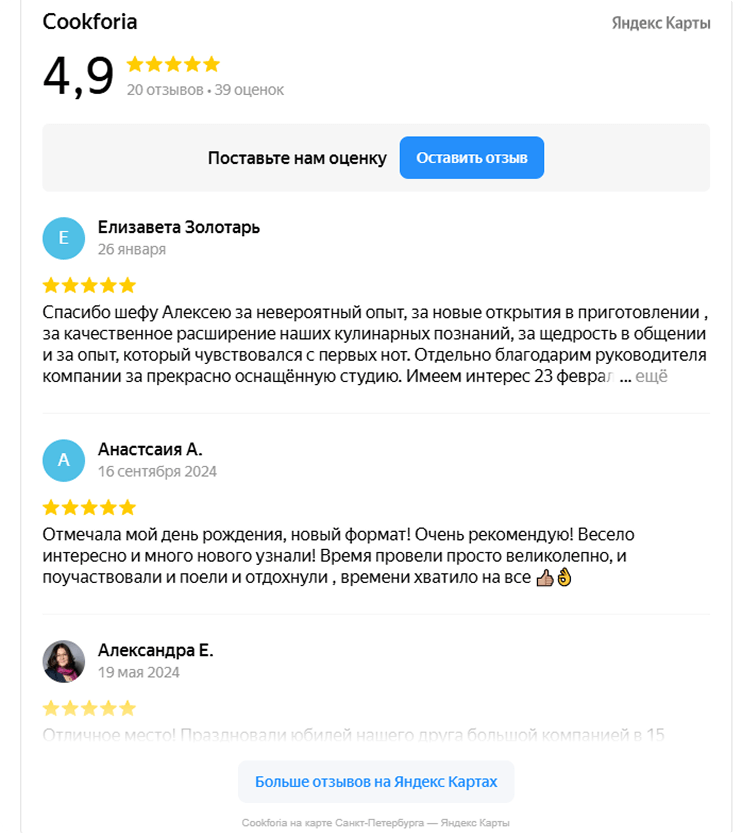 Cookforia
Яндекс Карты
4,9
20 отзывов • 39 оценок
Поставьте нам оценку
Оставить отзыв
Е
Елизавета Золотарь
26 января
Спасибо шефу Алексею за невероятный опыт, за новые открытия в приготовлении ,
за качественное расширение наших кулинарных познаний, за щедрость в общении
и за опыт, который чувствовался с первых нот. Отдельно благодарим руководителя
компании за прекрасно оснащённую студию. Имеем интерес 23 феврал ... ещё
А
Анастсаия А.
16 сентября 2024
Отмечала мой день рождения, новый формат! Очень рекомендую! Весело
интересно и много нового узнали! Время провели просто великолепно, и
поучаствовали и поели и отдохнули , времени хватило на все 👍👌
Александра Е.
19 мая 2024
Отличное место! Праздновали юбилей нашего друга большой компанией в 15
Больше отзывов на Яндекс Картах
Cookforia на карте Санкт-Петербурга — Яндекс Карты